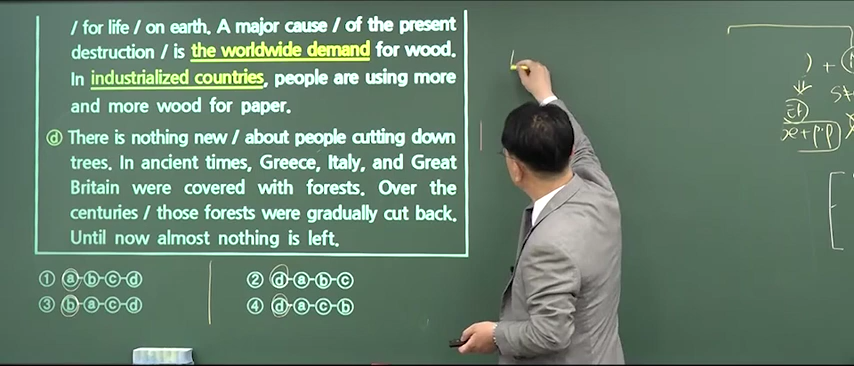 / for life / on earth. A major cause / of the present
destruction / is the worldwide demand for wood.
In industrialized countries, people are using more
and more wood for paper.
ⓓ There is nothing new / about people cutting down
trees. In ancient times, Greece, Italy, and Great
Britain were covered with forests. Over the
centuries / those forests were gradually cut back.
Until now almost nothing is left.
① ⓐ-ⓑ-ⓒ-ⓓ ② ⓓ-ⓐ-ⓑ-ⓒ
③ ⓑ-ⓐ-ⓒ-ⓓ ④ ⓓ-ⓐ-ⓒ-ⓑ